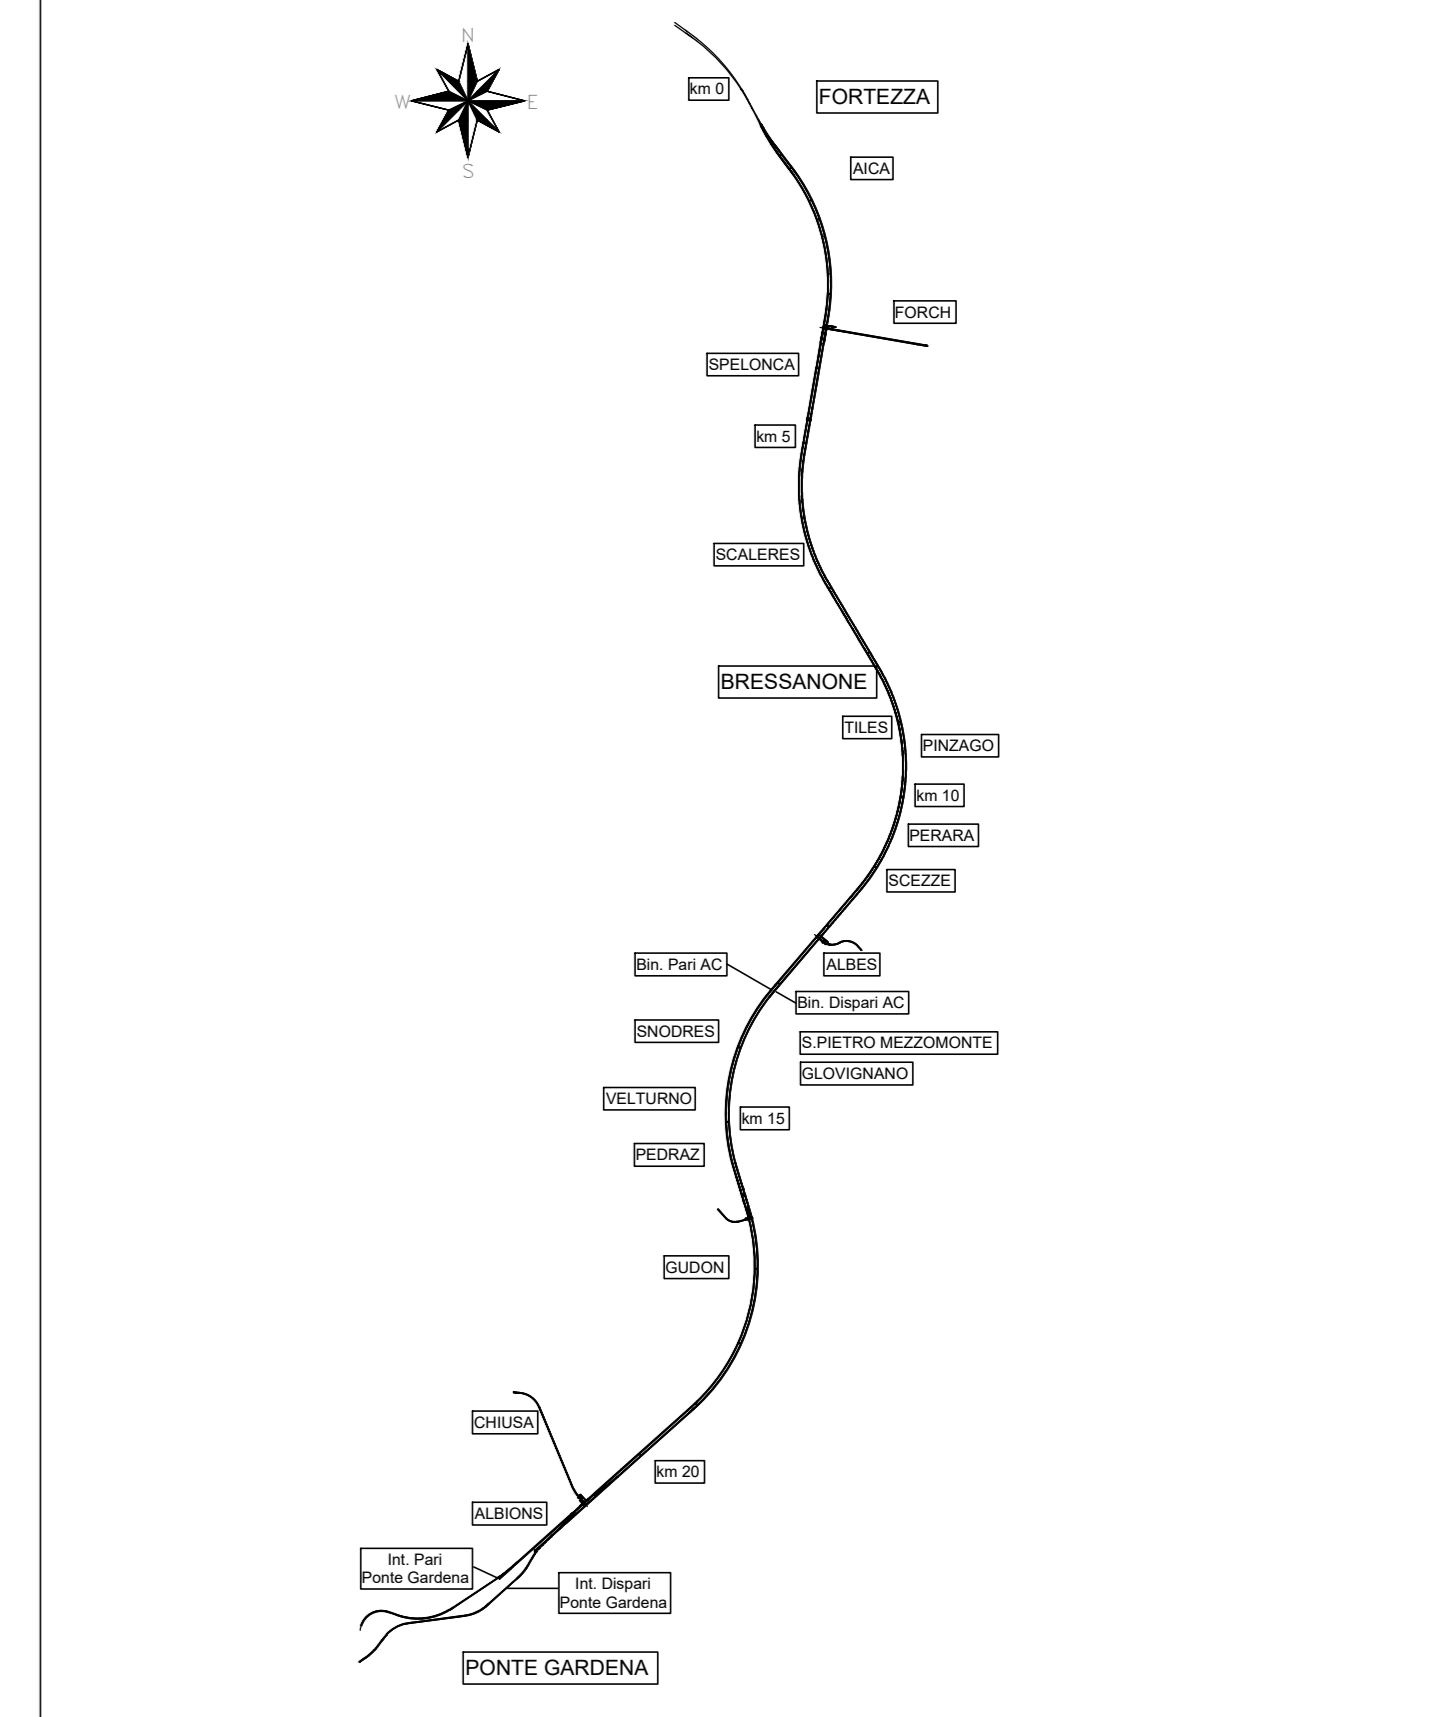 N
km 0
FORTEZZA
W
E
S
AICA
FORCH
SPELONCA
km 5
SCALERES
BRESSANONE
TILES
PINZAGO
km 10
PERARA
SCEZZE
Bin. Pari AC
ALBES
Bin. Dispari AC
SNODRES
S.PIETRO MEZZOMONTE
GLOVIGNANO
VELTURNO
km 15
PEDRAZ
GUDON
CHIUSA
km 20
ALBIONS
Int. Pari
Ponte Gardena
Int. Dispari
Ponte Gardena
PONTE GARDENA